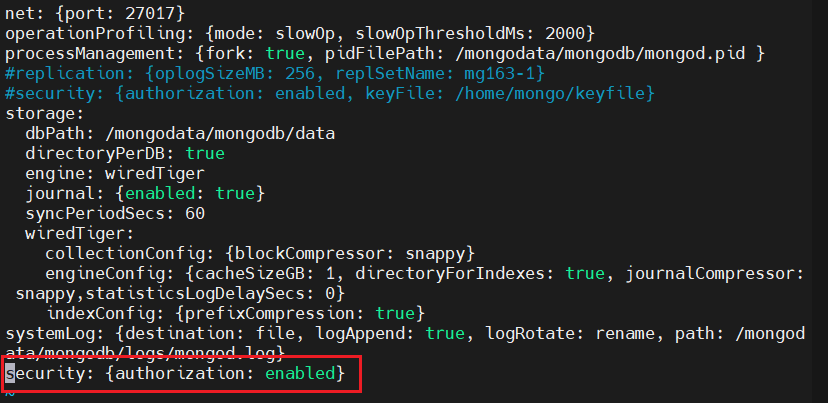 net: {port: 27017}
operationProfiling: {mode: slowOp, slowOpThresholdMs: 2000}
processManagement: {fork: true, pidFilePath: /mongodata/mongodb/mongod.pid }
#replication: {oplogSizeMB: 256, replSetName: mg163-1}
#security: {authorization: enabled, keyFile: /home/mongo/keyfile}
storage:
  dbPath: /mongodata/mongodb/data
  directoryPerDB: true
  engine: wiredTiger
  journal: {enabled: true}
  syncPeriodSecs: 60
  wiredTiger:
    collectionConfig: {blockCompressor: snappy}
    engineConfig: {cacheSizeGB: 1, directoryForIndexes: true, journalCompressor:
 snappy,statisticsLogDelaySecs: 0}
    indexConfig: {prefixCompression: true}
systemLog: {destination: file, logAppend: true, logRotate: rename, path: /mongod
ata/mongodb/logs/mongod.log}
security: {authorization: enabled}